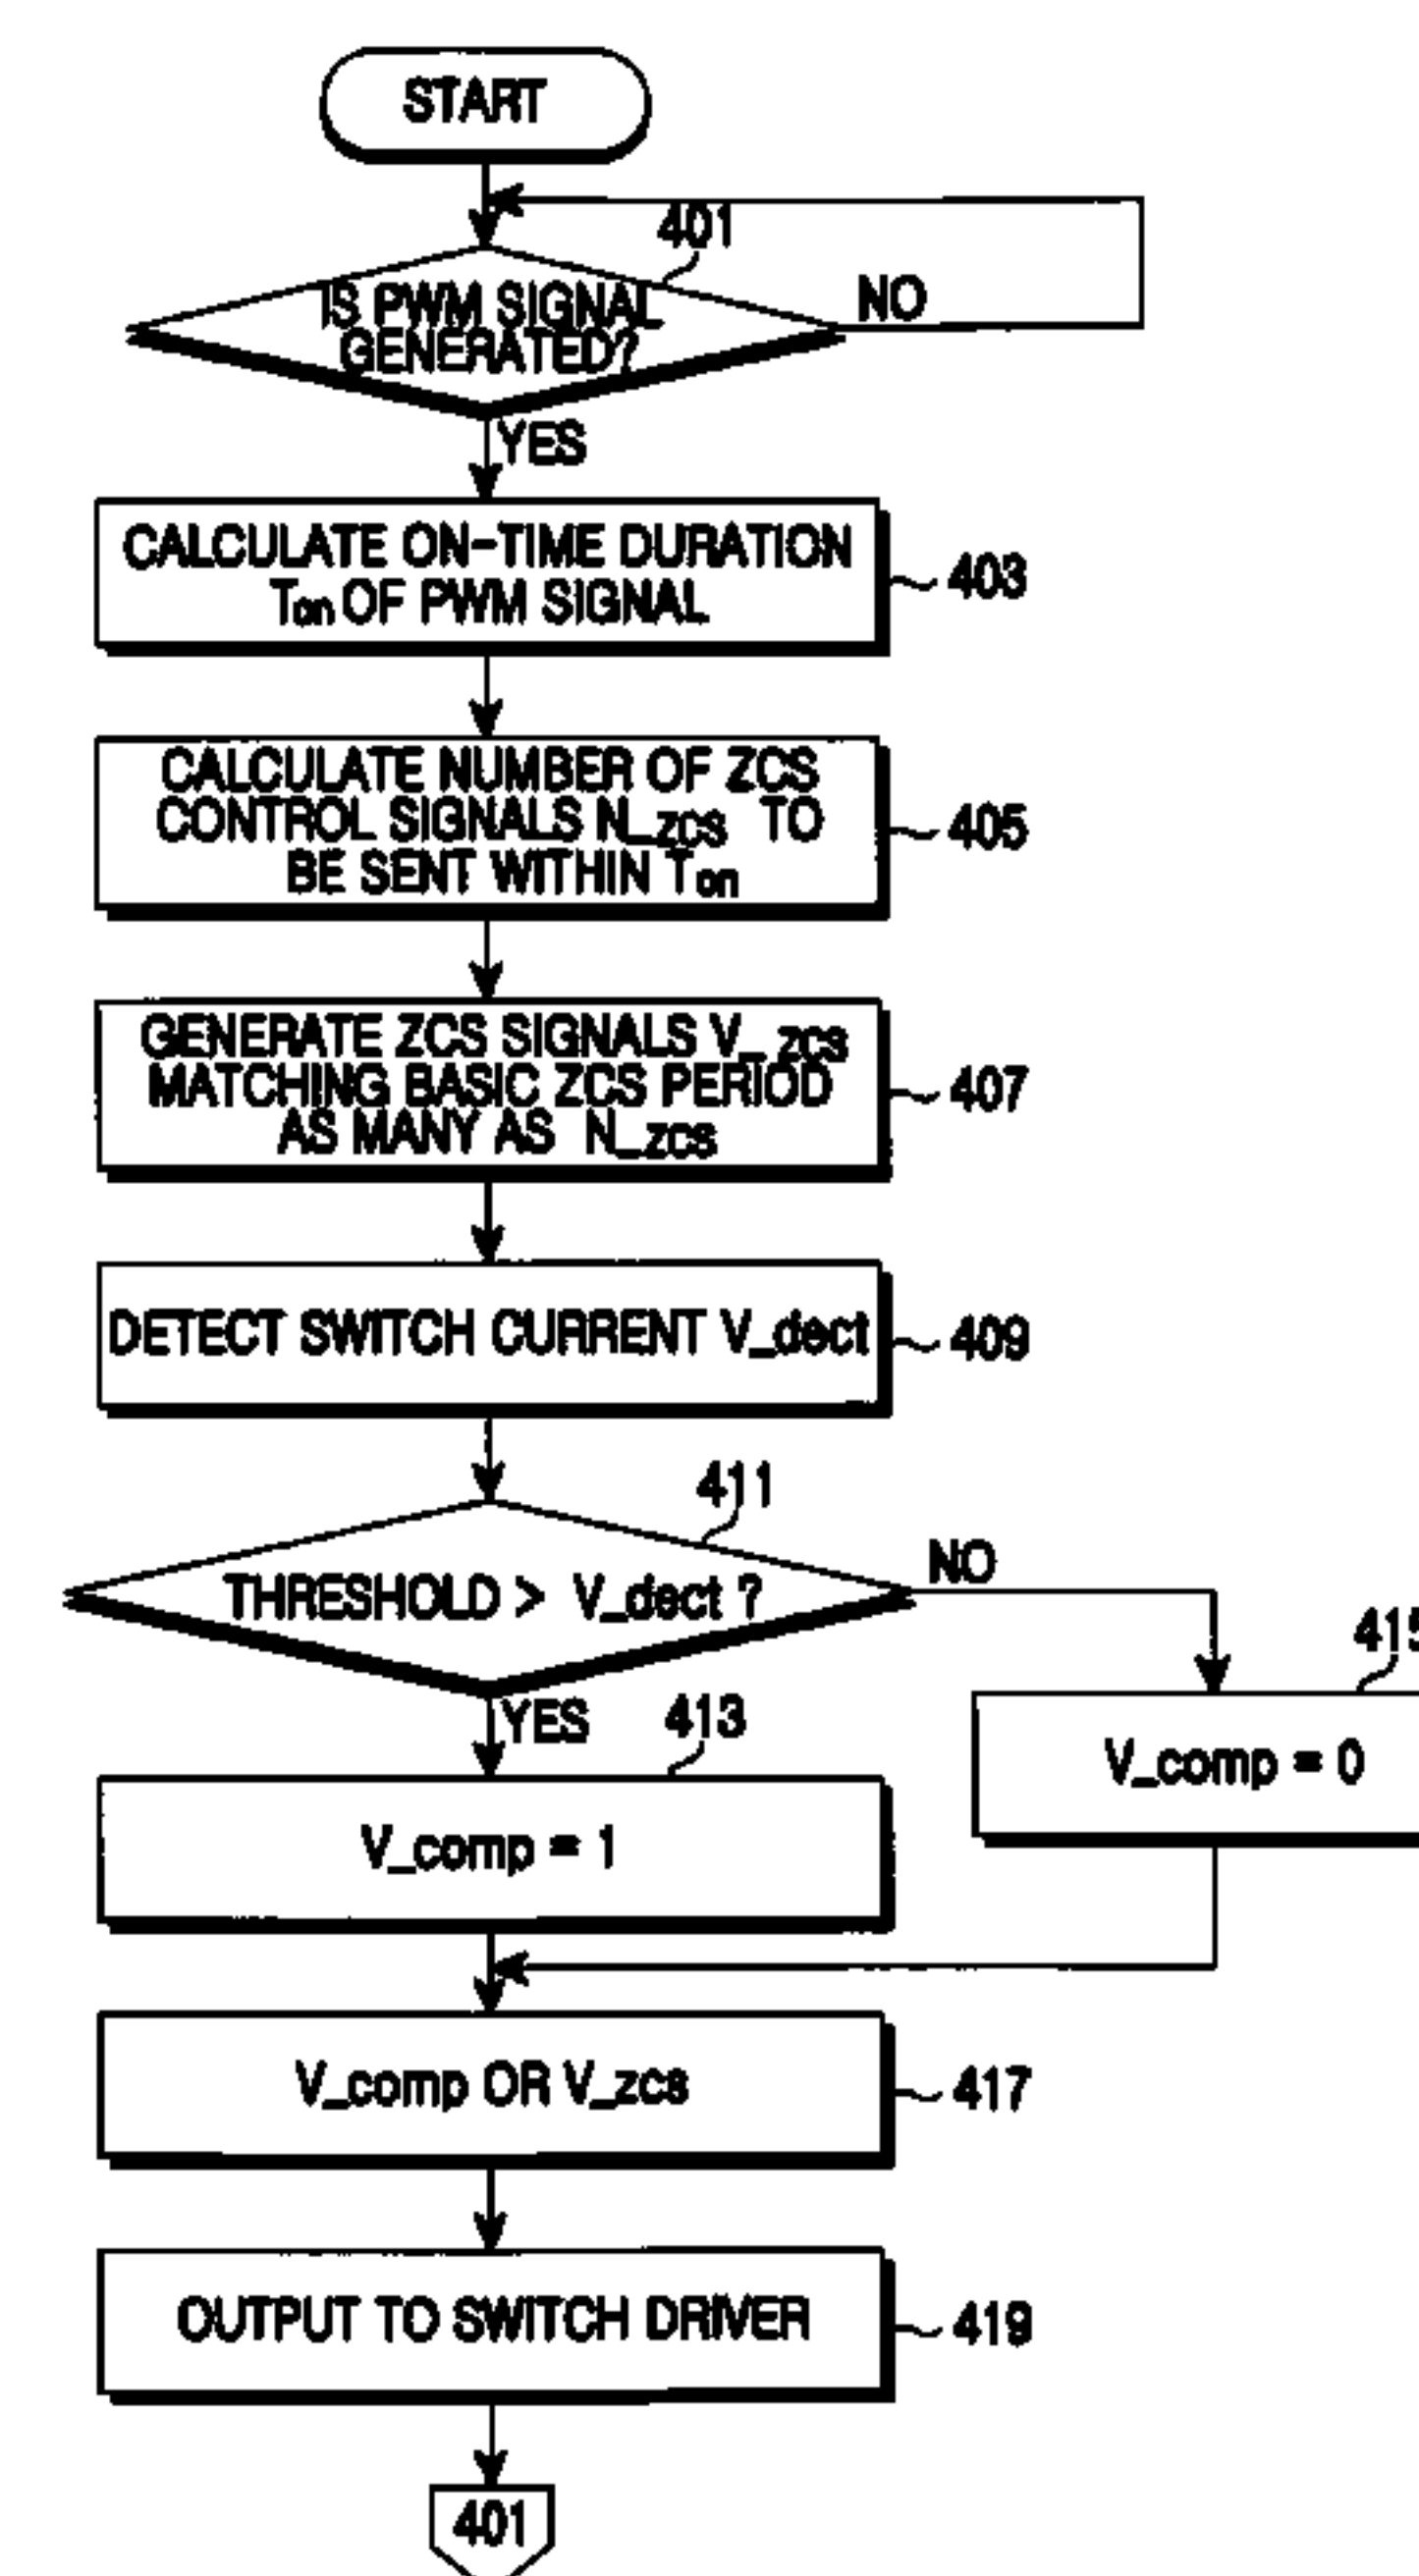 START
401
IS PWM SIGNAL
GENERATED?
NO
YES
CALCULATE ON-TIME DURATION
Ton OF PWM SIGNAL
403
CALCULATE NUMBER OF ZCS
CONTROL SIGNALS N_ZCS TO
BE SENT WITHIN Ton
405
GENERATE ZCS SIGNALS V_zcs
MATCHING BASIC ZCS PERIOD
AS MANY AS N_zcs
407
DETECT SWITCH CURRENT V_dect
409
411
THRESHOLD > V_dect ?
NO
YES
413
415
V_comp = 1
V_comp = 0
V_comp OR V_zcs
417
OUTPUT TO SWITCH DRIVER
419
401